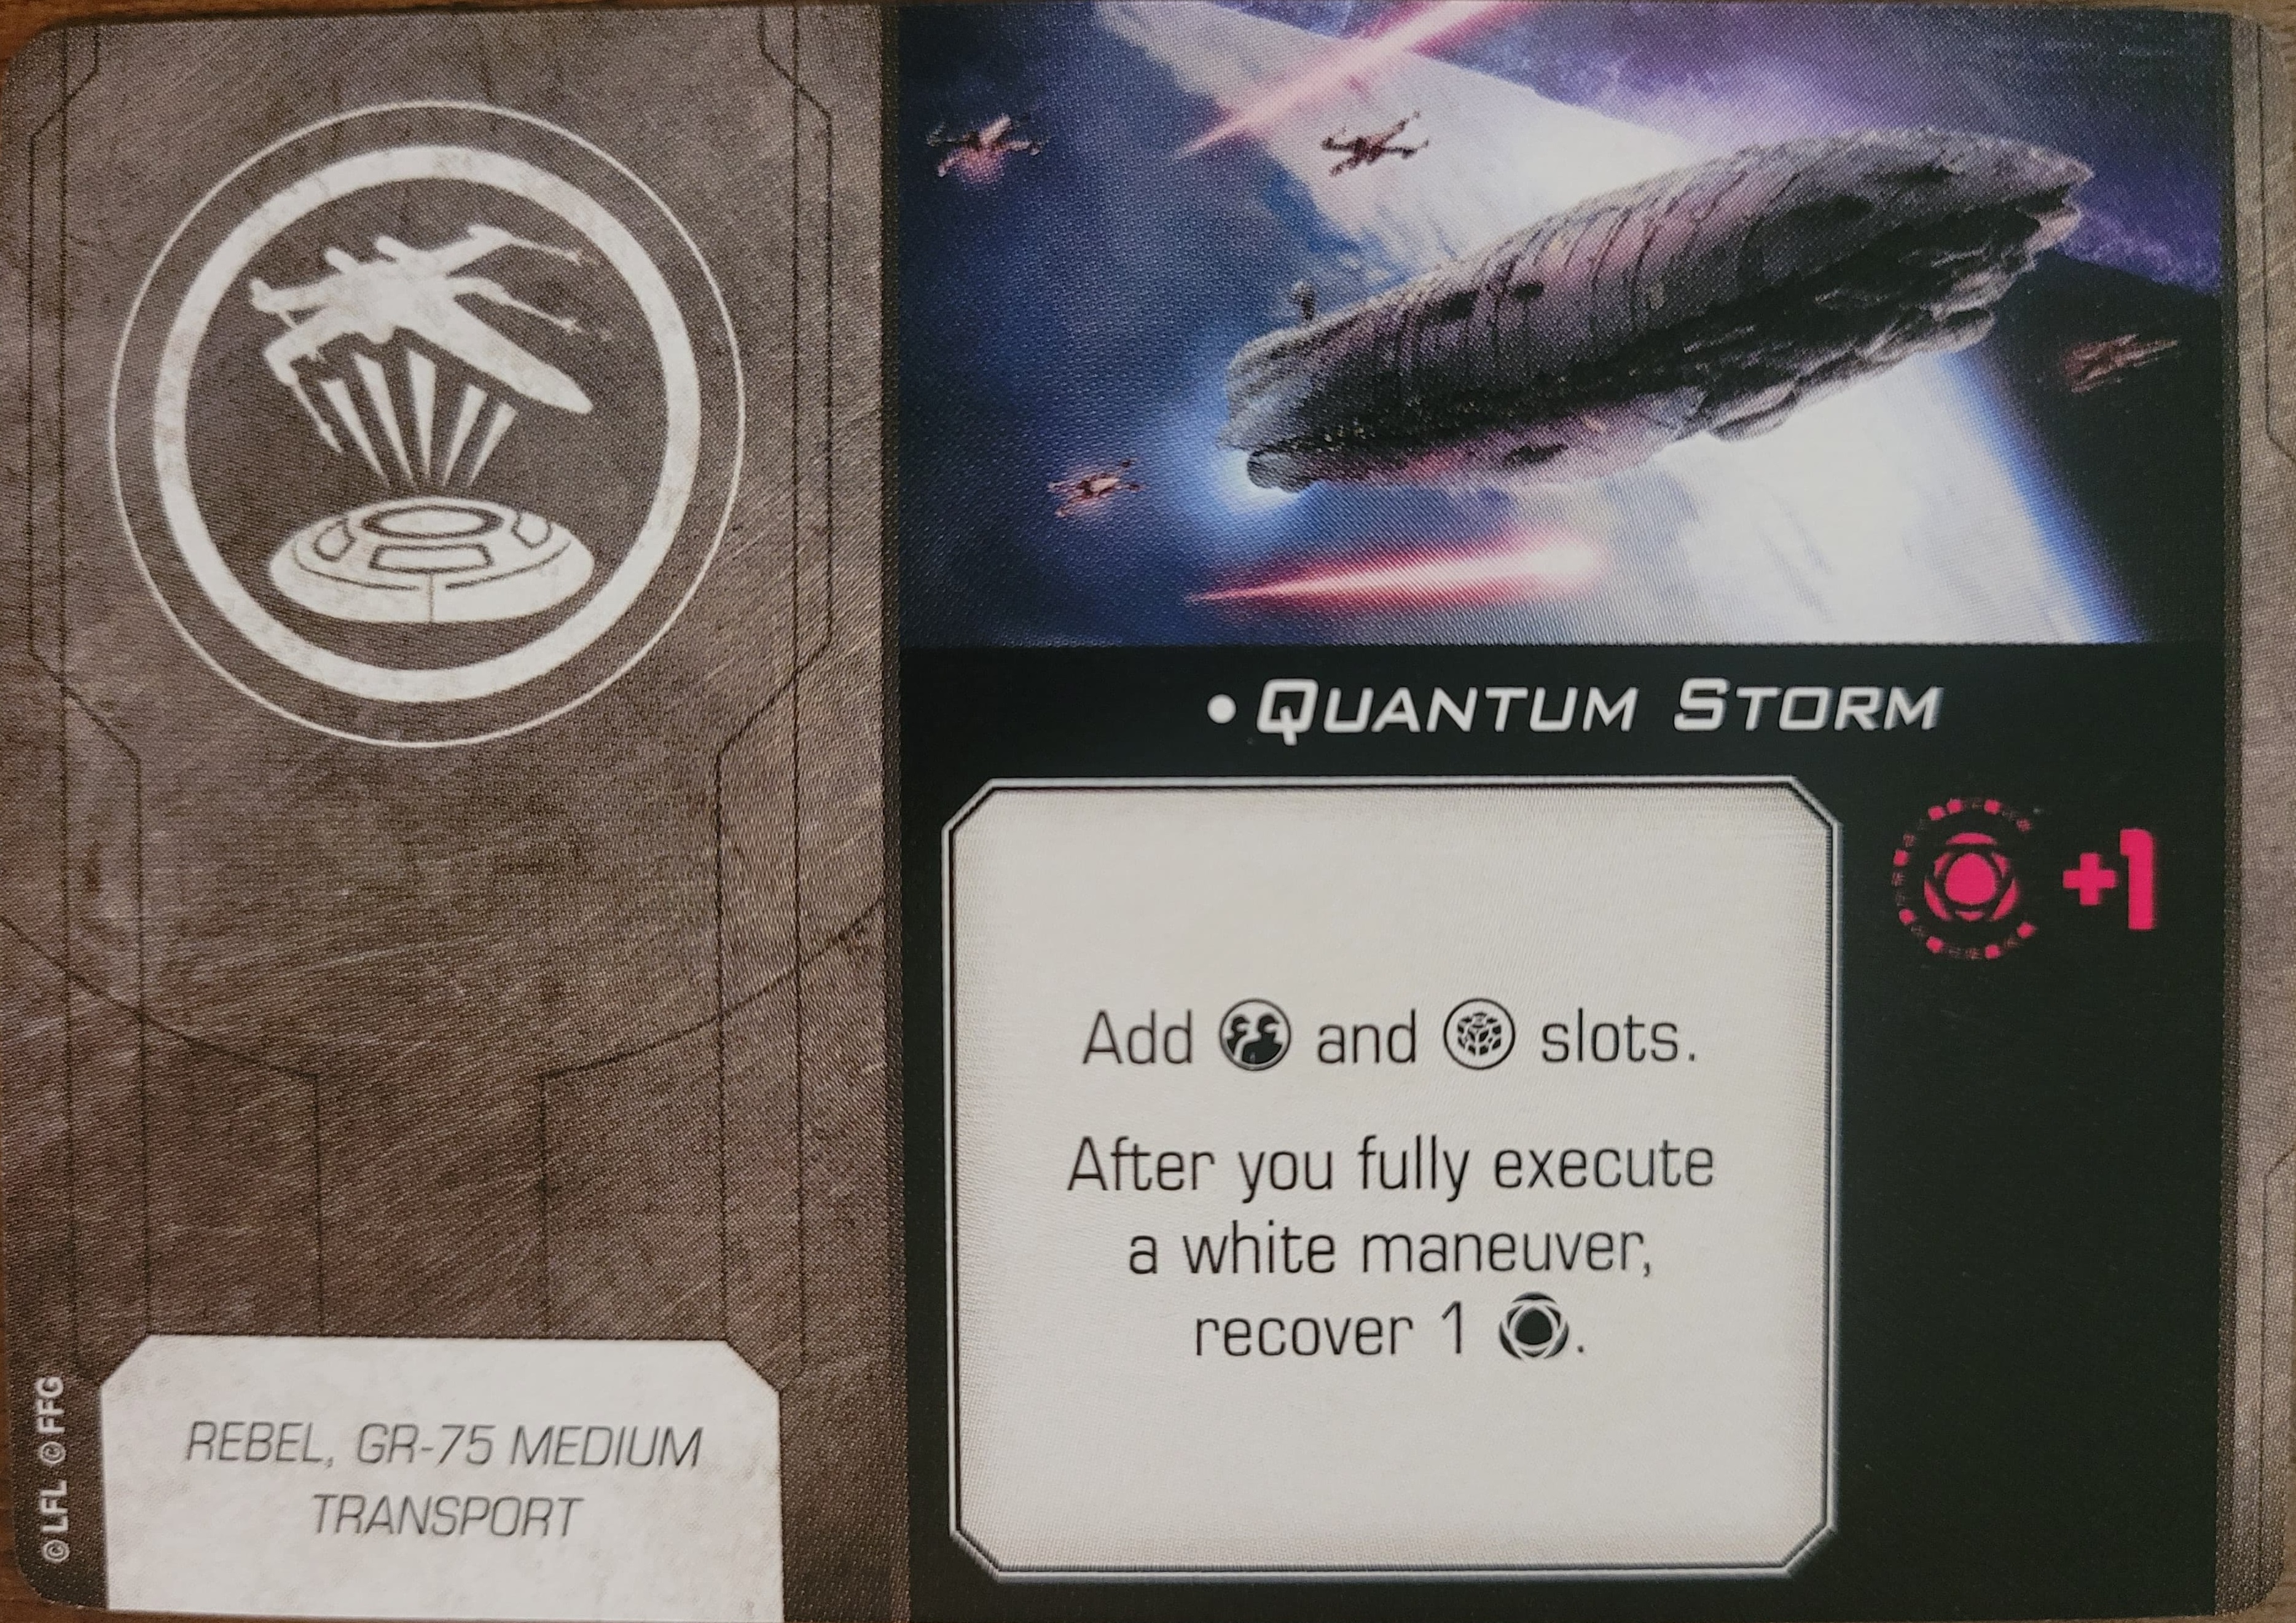 • QUANTUM STORM
+1
Add and slots.
After you fully execute
a white maneuver,
recover 1 .
REBEL, GR-75 MEDIUM
TRANSPORT
© LFL © FFG